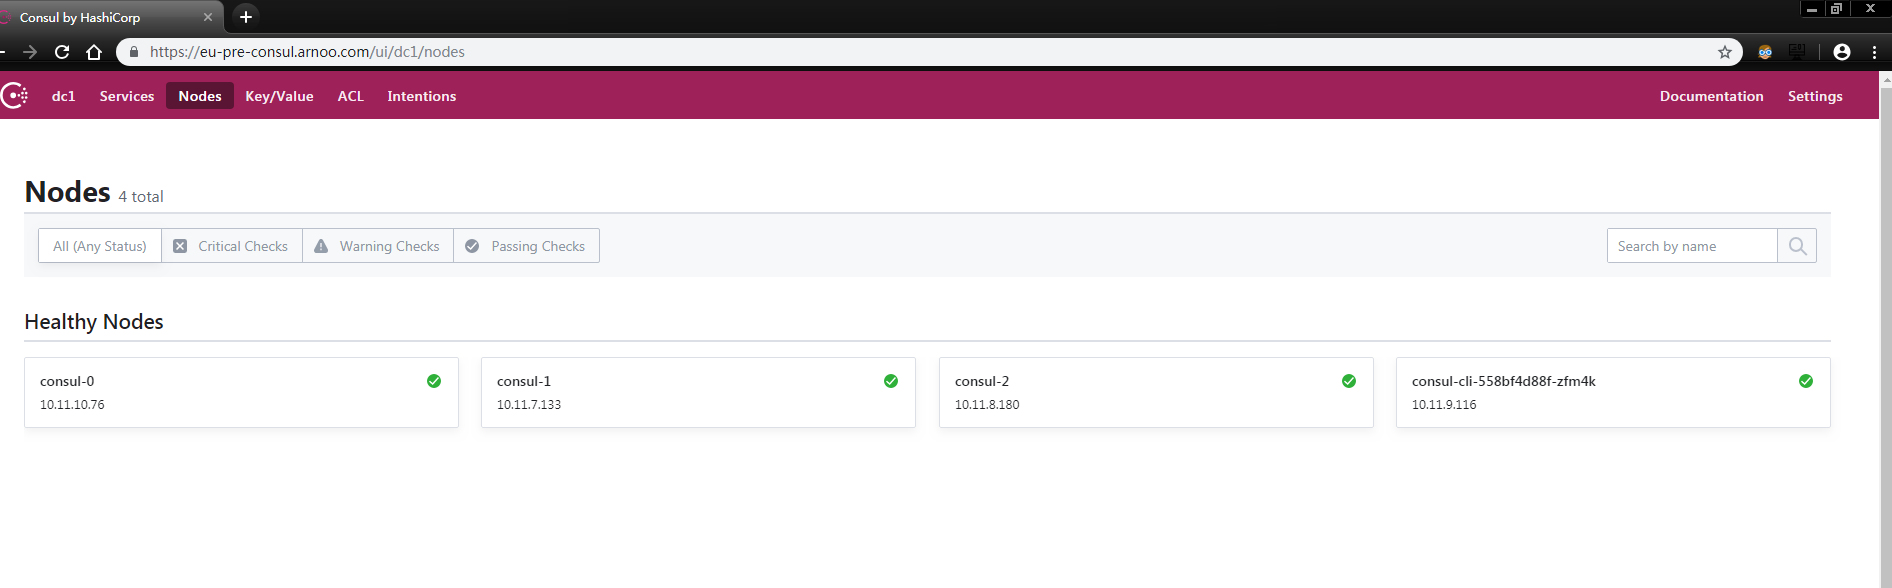 Consul by HashiCorp
https://eu-pre-consul.arnoo.com/ui/dc1/nodes
dc1 Services Nodes Key/Value ACL Intentions Documentation Settings
Nodes 4 total
All (Any Status) Critical Checks Warning Checks Passing Checks Search by name
Healthy Nodes
consul-0 consul-1 consul-2 consul-cli-558bf4d88f-zfm4k
10.11.10.76 10.11.7.133 10.11.8.180 10.11.9.116